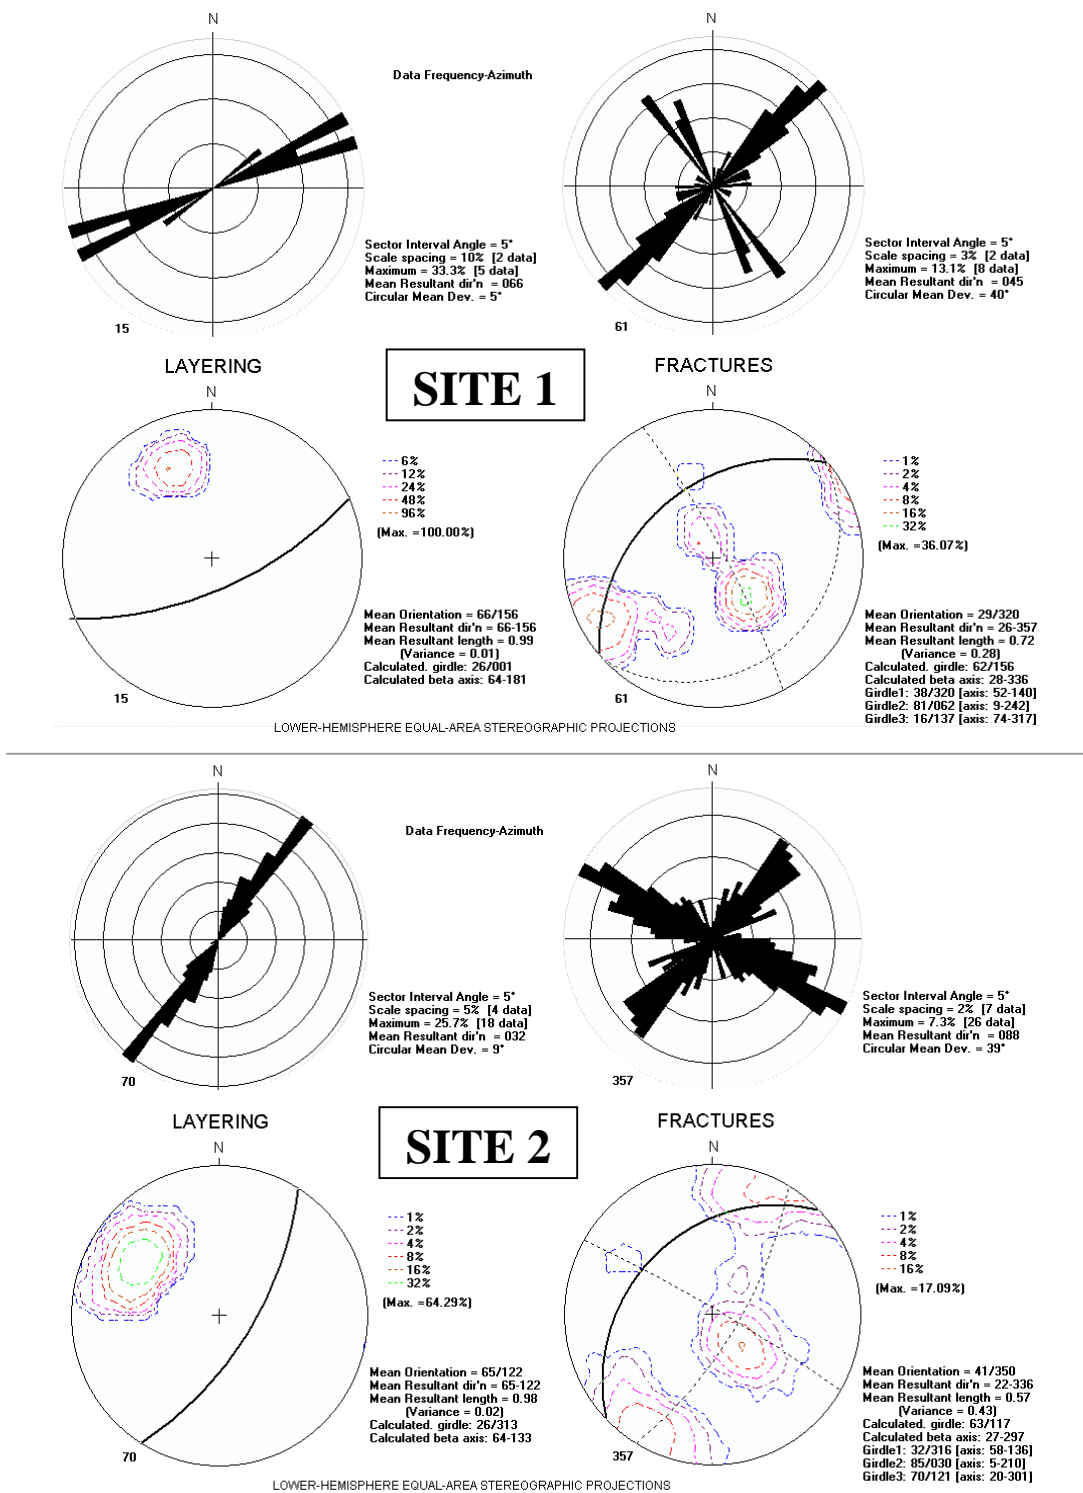 N
N
Data Frequency-Azimuth
Sector Interval Angle = 5°
Scale spacing = 10% [2 data]
Maximum = 33.3% [5 data]
Mean Resultant dir'n = 066
Circular Mean Dev. = 5°
15
Sector Interval Angle = 5°
Scale spacing = 3% [2 data]
Maximum = 13.1% [8 data]
Mean Resultant dir'n = 045
Circular Mean Dev. = 40°
61
LAYERING
SITE 1
FRACTURES
N
N
6%
12%
24%
48%
96%
(Max. =100.00%)
1%
2%
4%
8%
16%
32%
(Max. =36.07%)
Mean Orientation = 66/156
Mean Resultant dir'n = 66-156
Mean Resultant length = 0.99
(Variance = 0.01)
Calculated. girdle: 26/001
Calculated beta axis: 64-181
15
Mean Orientation = 29/320
Mean Resultant dir'n = 26-357
Mean Resultant length = 0.72
(Variance = 0.28)
Calculated. girdle: 62/156
Calculated beta axis: 28-336
Girdle1: 38/320 [axis: 52-140]
Girdle2: 81/062 [axis: 9-242]
Girdle3: 16/137 [axis: 74-317]
61
LOWER-HEMISPHERE EQUAL-AREA STEREOGRAPHIC PROJECTIONS
N
N
Data Frequency-Azimuth
Sector Interval Angle = 5°
Scale spacing = 5% [4 data]
Maximum = 25.7% [18 data]
Mean Resultant dir'n = 032
Circular Mean Dev. = 9°
70
Sector Interval Angle = 5°
Scale spacing = 2% [7 data]
Maximum = 7.3% [26 data]
Mean Resultant dir'n = 088
Circular Mean Dev. = 39°
357
LAYERING
SITE 2
FRACTURES
N
N
1%
2%
4%
8%
16%
32%
(Max. =64.29%)
1%
2%
4%
8%
16%
(Max. =17.09%)
Mean Orientation = 65/122
Mean Resultant dir'n = 65-122
Mean Resultant length = 0.98
(Variance = 0.02)
Calculated. girdle: 26/313
Calculated beta axis: 64-133
70
Mean Orientation = 41/350
Mean Resultant dir'n = 22-336
Mean Resultant length = 0.57
(Variance = 0.43)
Calculated. girdle: 63/117
Calculated beta axis: 27-297
Girdle1: 32/316 [axis: 58-136]
Girdle2: 85/030 [axis: 5-210]
Girdle3: 70/121 [axis: 20-301]
357
LOWER-HEMISPHERE EQUAL-AREA STEREOGRAPHIC PROJECTIONS